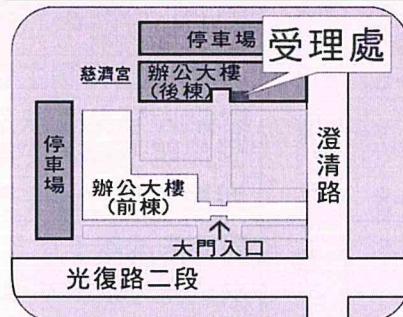 停車場
受理處
慈濟宮
辦公大樓
(後棟)
停車場
澄清路
辦公大樓
(前棟)
大門入口
光復路二段